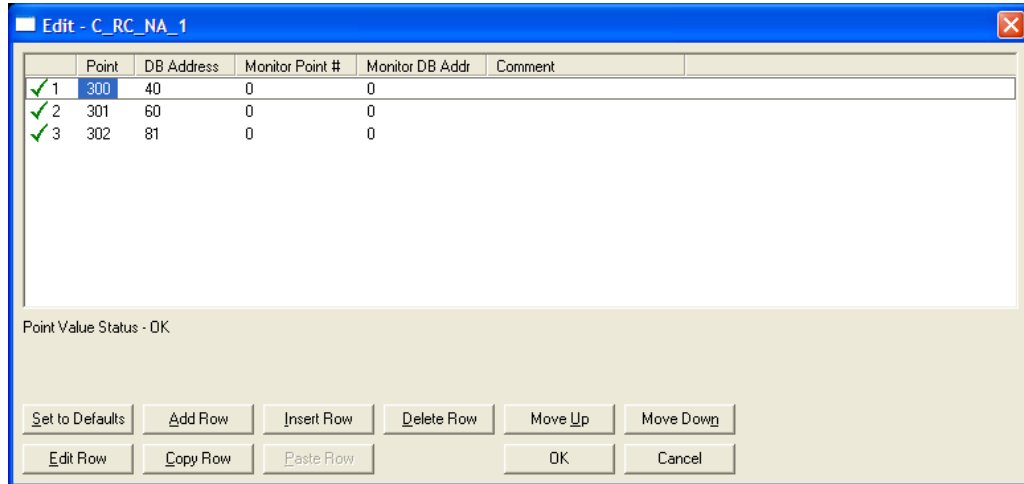 Edit - C_RC_NA_1
Point DB Address Monitor Point # Monitor DB Addr Comment
1 300 40 0 0
2 301 60 0 0
3 302 81 0 0
Point Value Status - OK
Set to Defaults Add Row Insert Row Delete Row Move Up Move Down
Edit Row Copy Row Paste Row OK Cancel